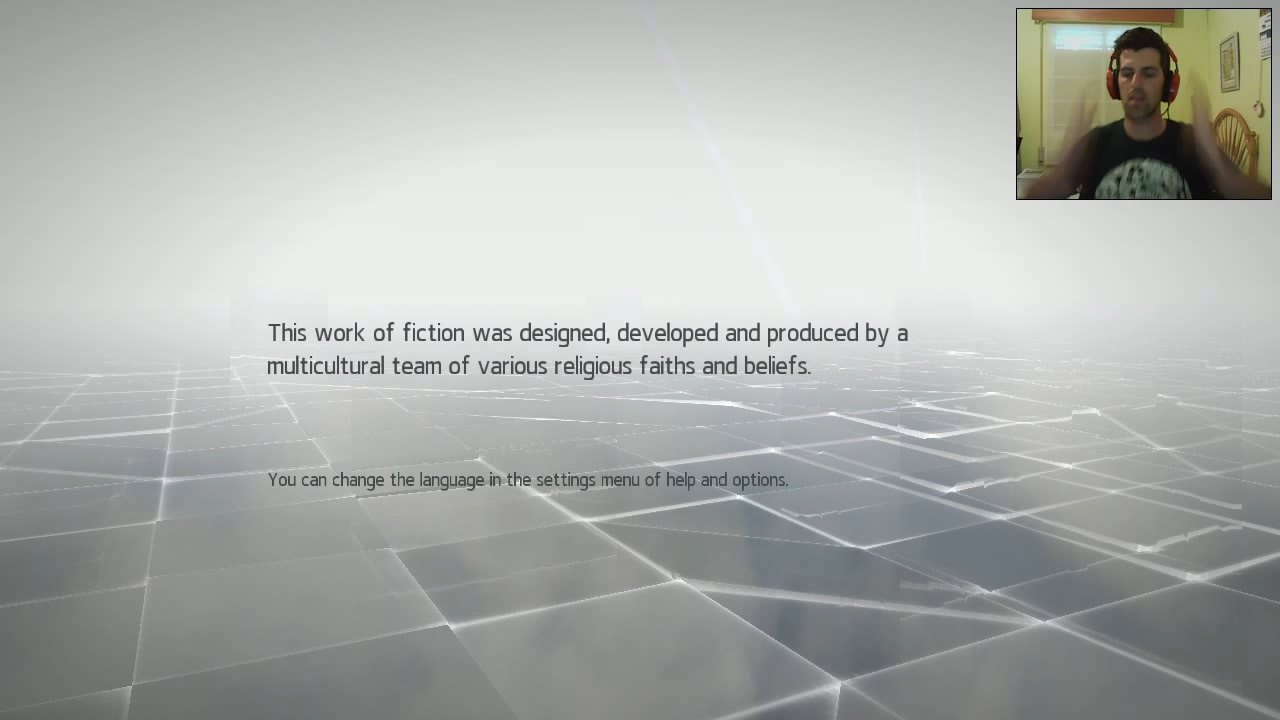 This work of fiction was designed, developed and produced by a
multicultural team of various religious faiths and beliefs.
You can change the language in the settings menu of help and options.